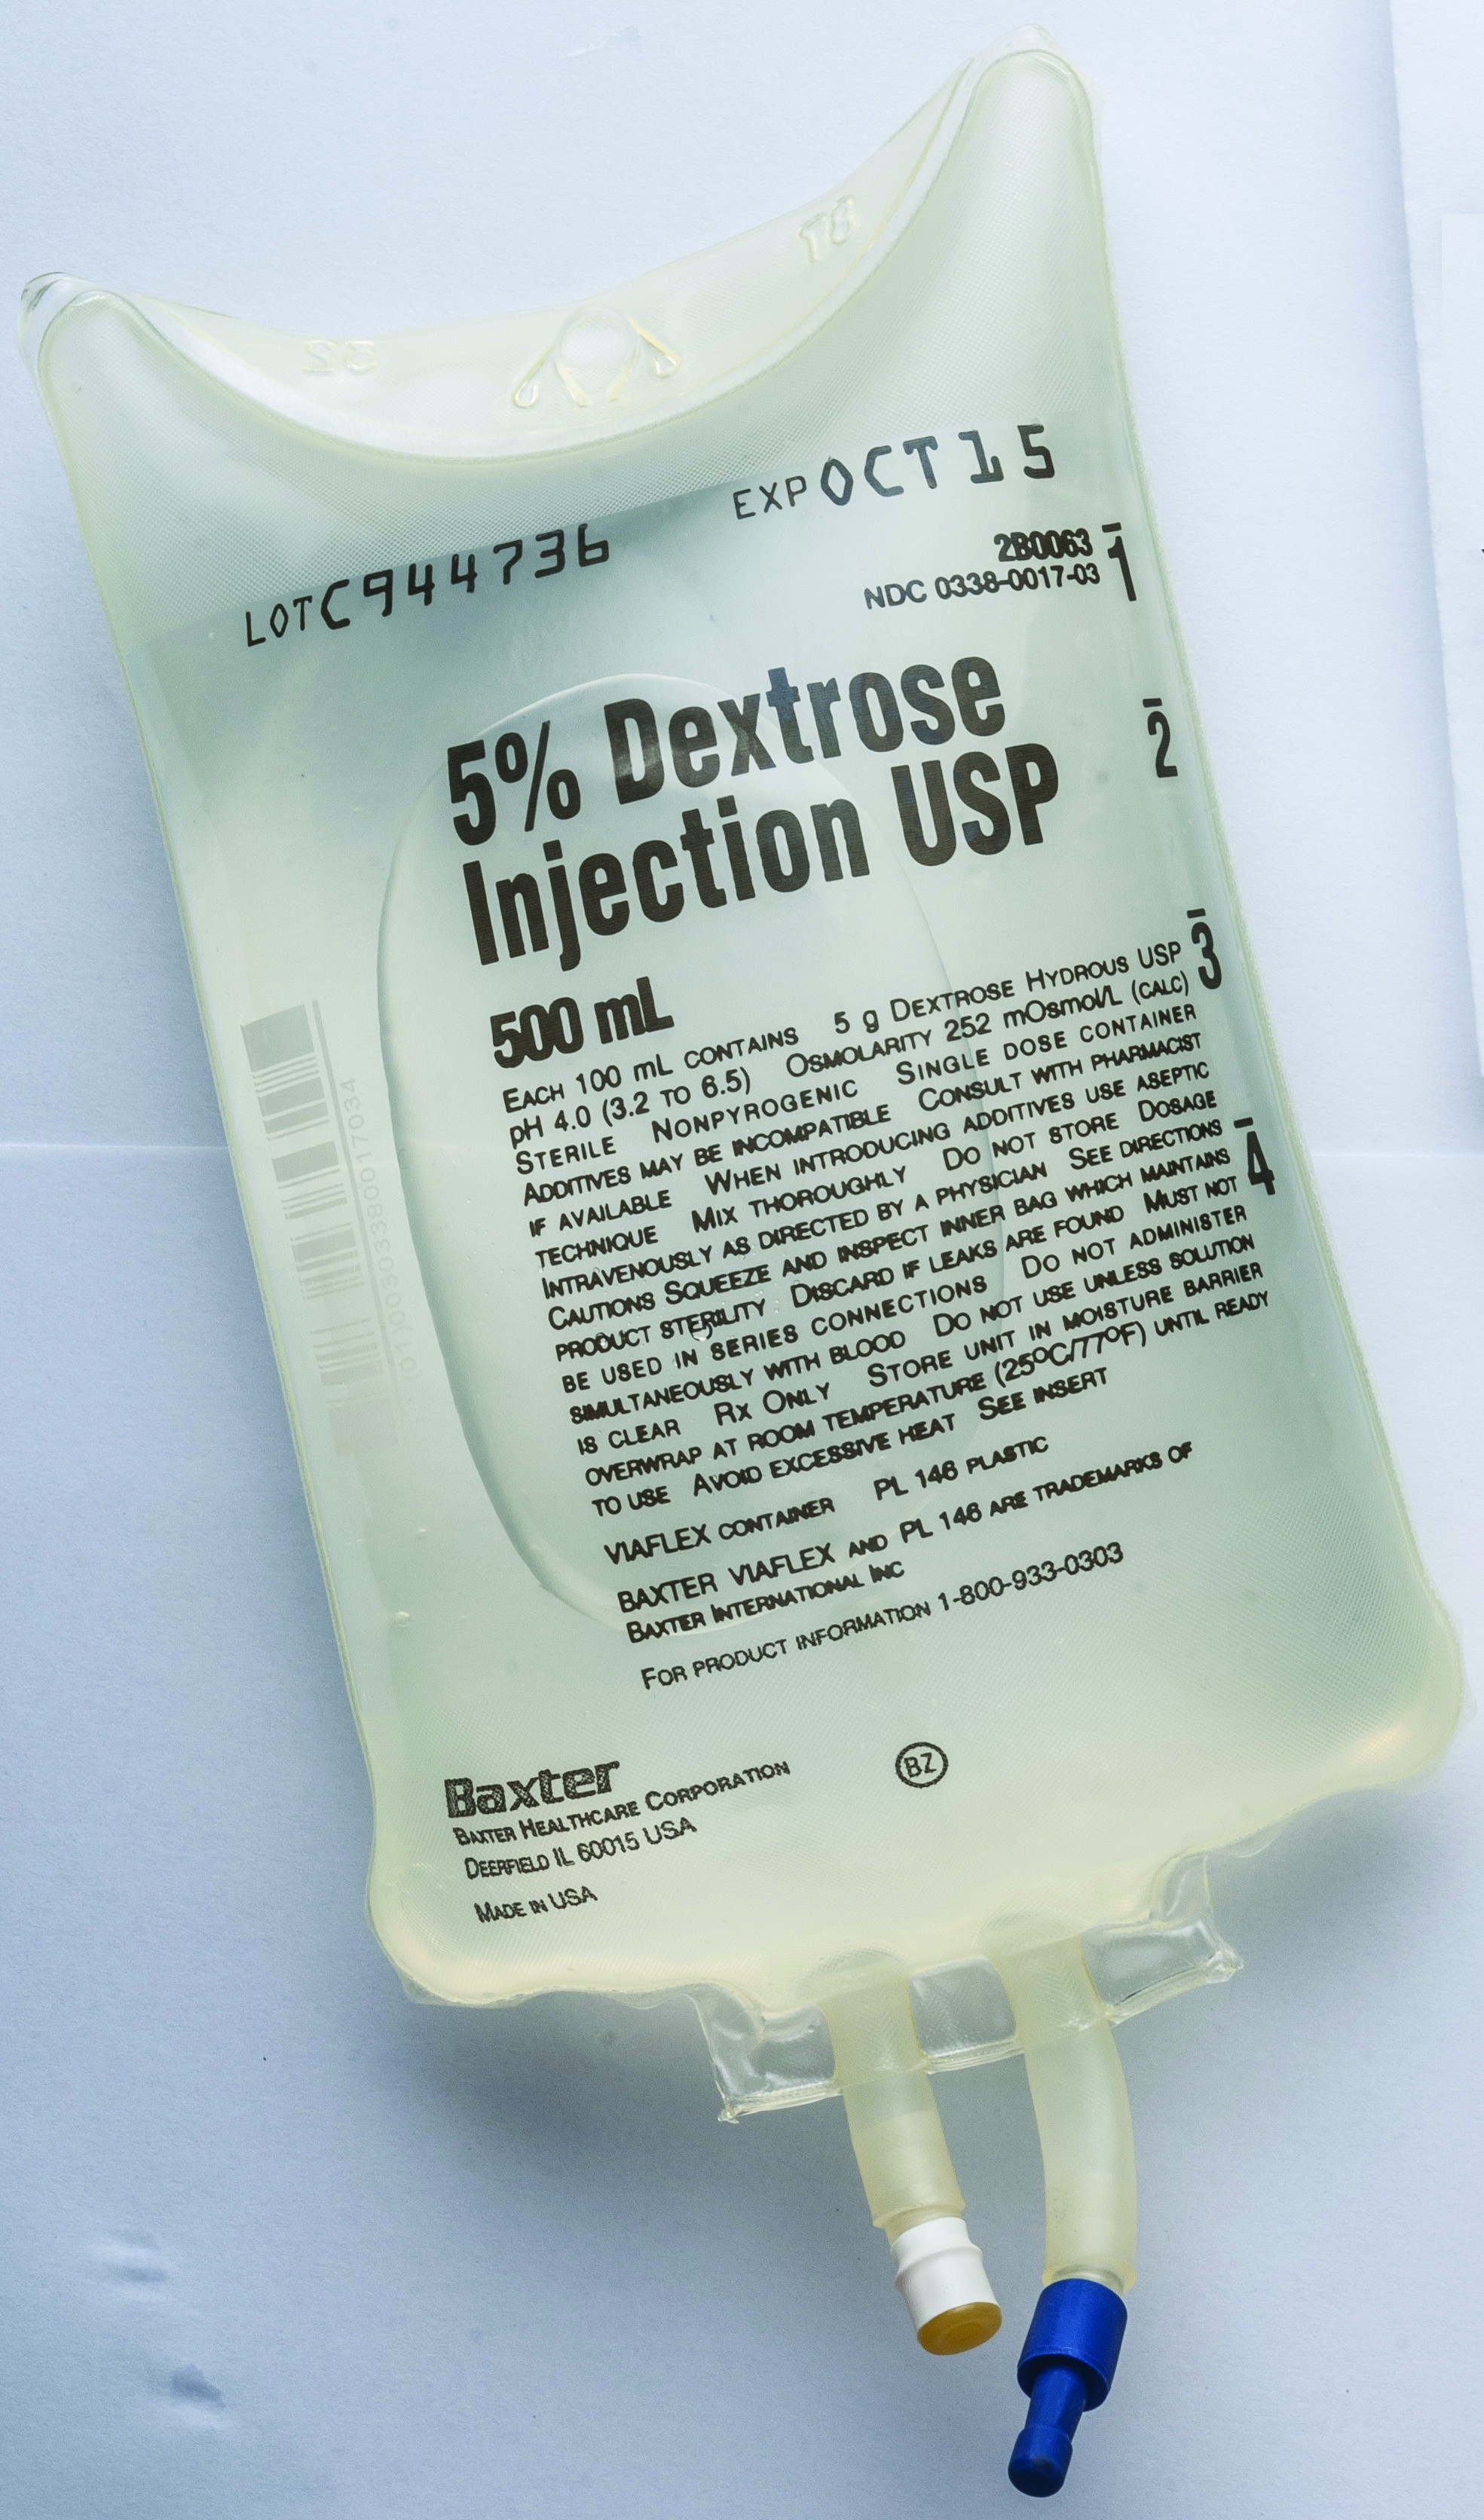 LOT C944736
EXP OCT 15
2B0063
NDC 0338-0017-03
1
5% Dextrose
Injection USP
2
500 mL
3
EACH 100 mL CONTAINS 5 g DEXTROSE HYDROUS USP
pH 4.0 (3.2 TO 6.5) OSMOLARITY 252 mOsmol/L (CALC)
STERILE NONPYROGENIC SINGLE DOSE CONTAINER
ADDITIVES MAY BE INCOMPATIBLE CONSULT WITH PHARMACIST
IF AVAILABLE WHEN INTRODUCING ADDITIVES USE ASEPTIC
TECHNIQUE MIX THOROUGHLY DO NOT STORE DOSAGE
INTRAVENOUSLY AS DIRECTED BY A PHYSICIAN SEE DIRECTIONS
CAUTIONS SQUEEZE AND INSPECT INNER BAG WHICH MAINTAINS
PRODUCT STERILITY DISCARD IF LEAKS ARE FOUND MUST NOT
BE USED IN SERIES CONNECTIONS DO NOT ADMINISTER
SIMULTANEOUSLY WITH BLOOD DO NOT USE UNLESS SOLUTION
IS CLEAR RX ONLY STORE UNIT IN MOISTURE BARRIER
OVERWRAP AT ROOM TEMPERATURE (25ºC/77ºF) UNTIL READY
TO USE AVOID EXCESSIVE HEAT SEE INSERT
4
VIAFLEX CONTAINER PL 146 PLASTIC
BAXTER VIAFLEX AND PL 146 ARE TRADEMARKS OF
BAXTER INTERNATIONAL INC
FOR PRODUCT INFORMATION 1-800-933-0303
Baxter
BAXTER HEALTHCARE CORPORATION
DEERFIELD IL 60015 USA
MADE IN USA
BZ
32
18